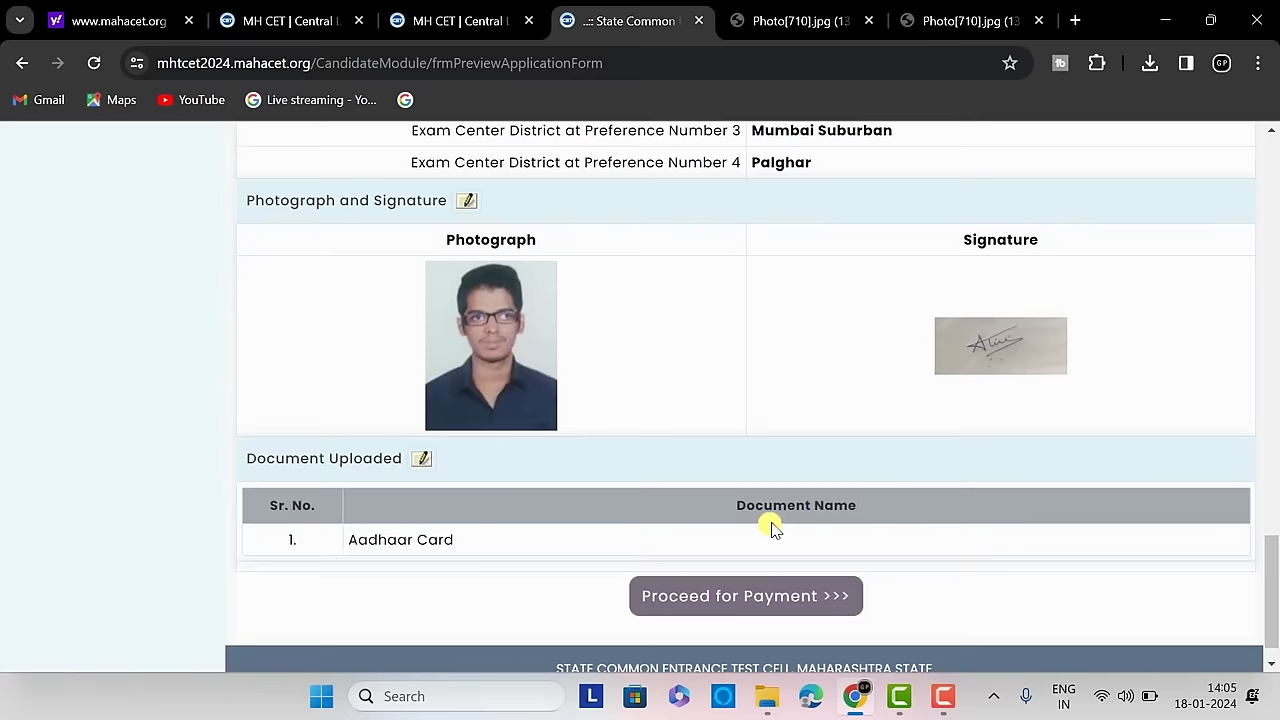 www.mahacet.org
MH CET | Central L
MH CET | Central L
..:: State Common
Photo[710].jpg (13
Photo[710].jpg (13
mhtcet2024.mahacet.org/CandidateModule/frmPreviewApplicationForm
Gmail
Maps
YouTube
Live streaming - Yo...
Exam Center District at Preference Number 3 Mumbai Suburban
Exam Center District at Preference Number 4 Palghar
Photograph and Signature
Photograph Signature
Document Uploaded
Sr. No. Document Name
1. Aadhaar Card
Proceed for Payment >>>
STATE COMMON ENTRANCE TEST CELL, MAHARASHTRA STATE
Search
ENG
IN
14:05
18-01-2024